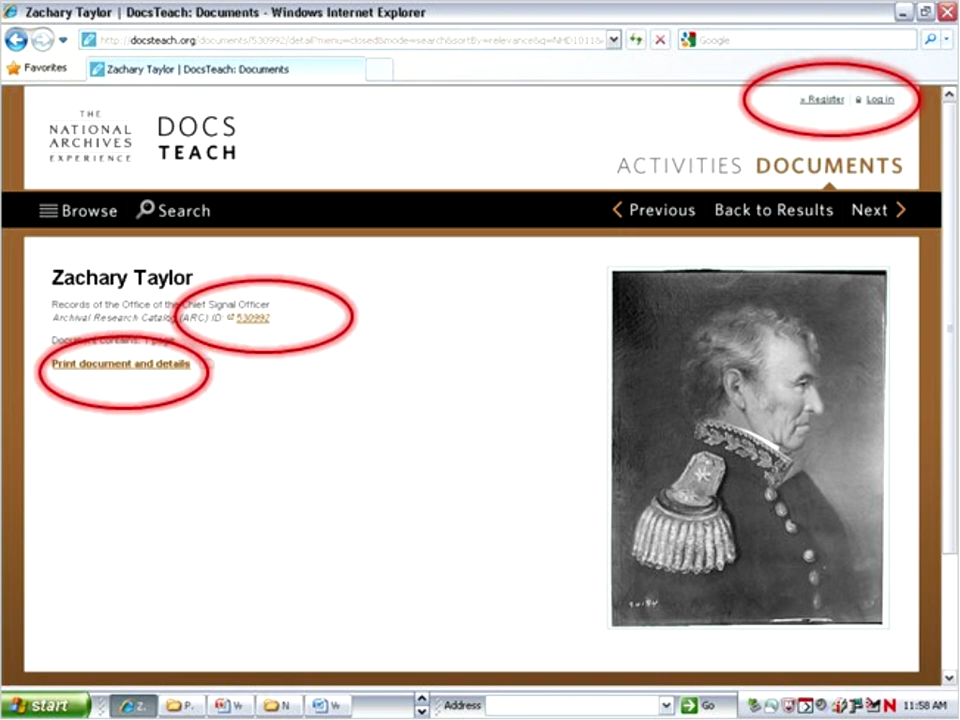 Zachary Taylor | DocsTeach: Documents - Windows Internet Explorer
Google
Favorites
Zachary Taylor | DocsTeach: Documents
» Register
Log in
THE
NATIONAL
ARCHIVES
EXPERIENCE
DOCS
TEACH
ACTIVITIES DOCUMENTS
Browse Search Previous Back to Results Next
Zachary Taylor
Records of the Office of the Chief Signal Officer
Archival Research Catalog (ARC) ID 530992
Document contains: 1 page
Print document and details
start
Address
Go
11:58 AM